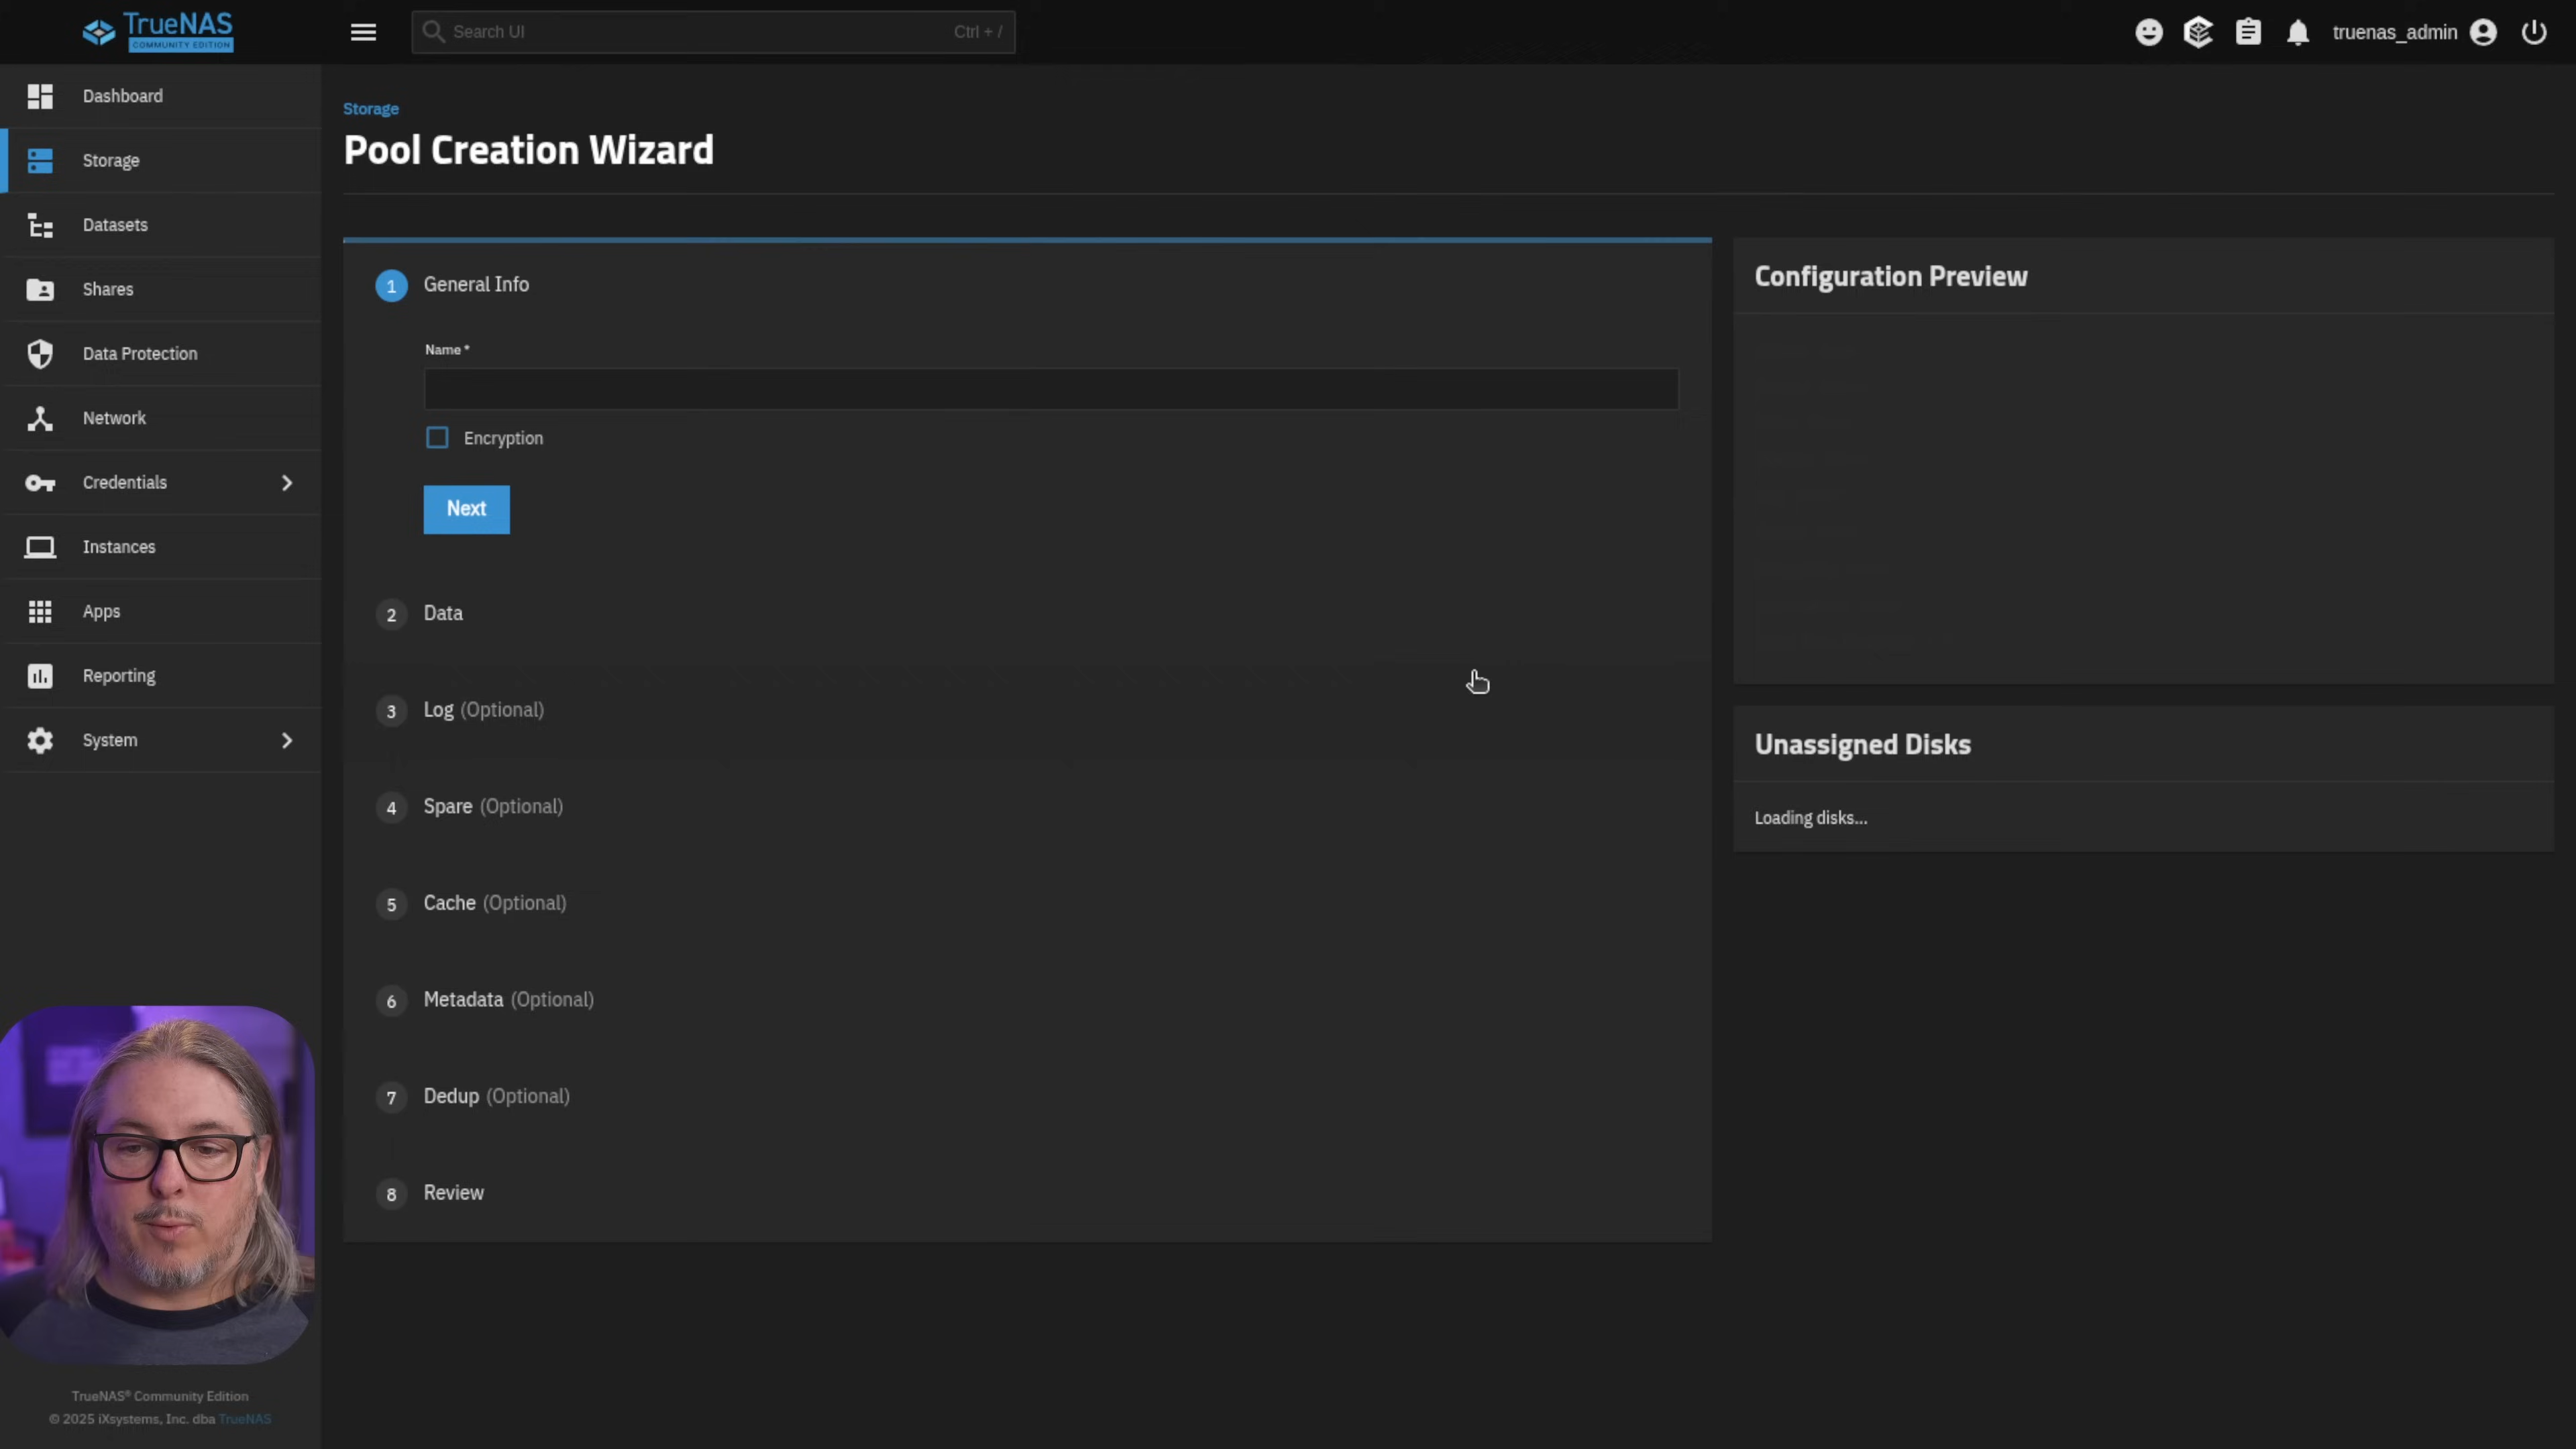 TrueNAS
COMMUNITY EDITION
Search UI
Ctrl + /
truenas_admin
Dashboard
Storage
Datasets
Shares
Data Protection
Network
Credentials
Instances
Apps
Reporting
System
TrueNAS® Community Edition
© 2025 iXsystems, Inc. dba TrueNAS
Storage
Pool Creation Wizard
1 General Info
Name *
Encryption
Next
2 Data
3 Log (Optional)
4 Spare (Optional)
5 Cache (Optional)
6 Metadata (Optional)
7 Dedup (Optional)
8 Review
Configuration Preview
Unassigned Disks
Loading disks...